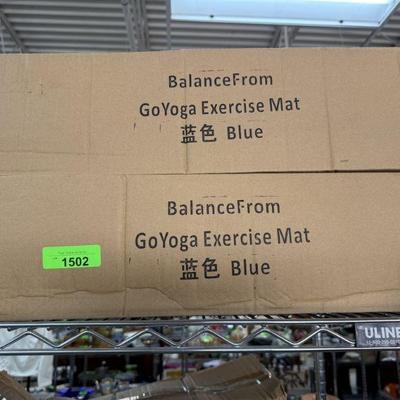 BalanceFrom
GoYoga Exercise Mat
蓝色 Blue
BalanceFrom
GoYoga Exercise Mat
蓝色 Blue
1502
ULINE